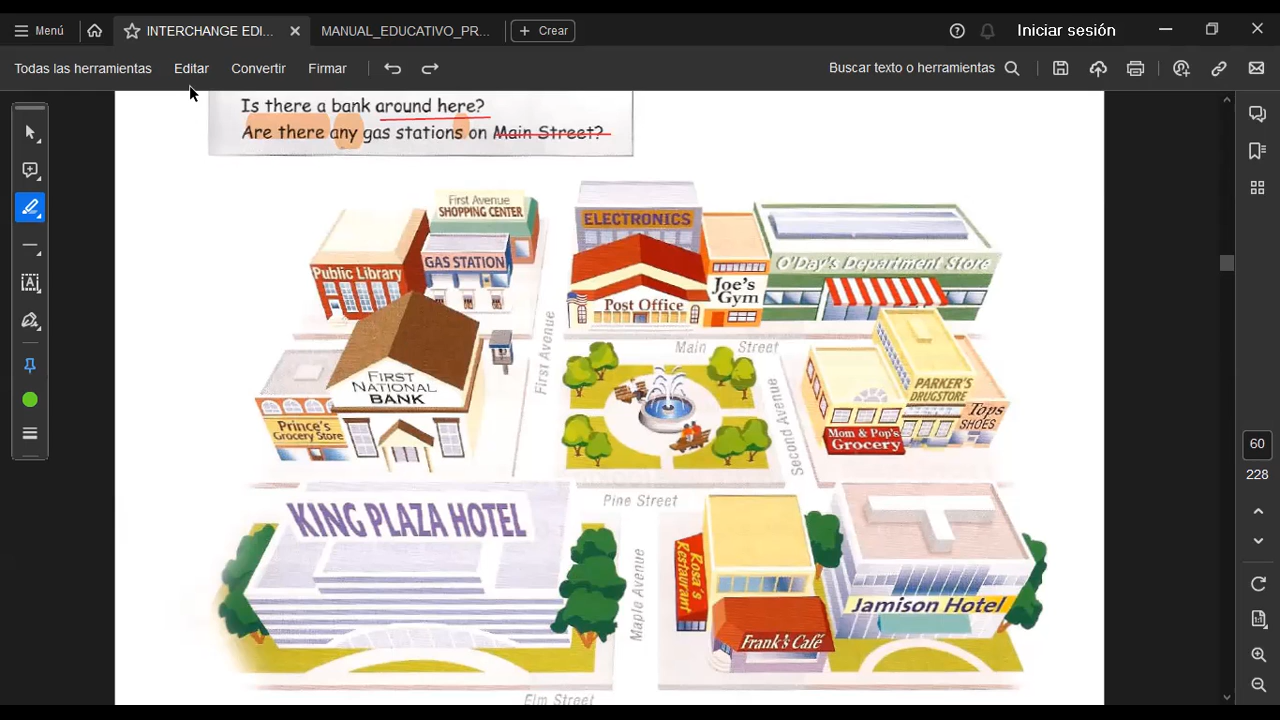 Menú
INTERCHANGE EDI...
MANUAL_EDUCATIVO_PR...
Crear
Iniciar sesión
Todas las herramientas
Editar
Convertir
Firmar
Buscar texto o herramientas
Is there a bank around here?
Are there any gas stations on Main Street?
First Avenue
SHOPPING CENTER
GAS STATION
Public Library
ELECTRONICS
Post Office
Joe's
Gym
O'Day's Department Store
FIRST
NATIONAL
BANK
Prince's
Grocery Store
First Avenue
Main Street
Second Avenue
PARKER'S
DRUGSTORE
Tops
SHOES
Mom & Pop's
Grocery
60
228
Pine Street
KING PLAZA HOTEL
Maple Avenue
Rosa's
Restaurant
Frank's Café
Jamison Hotel
Elm Street